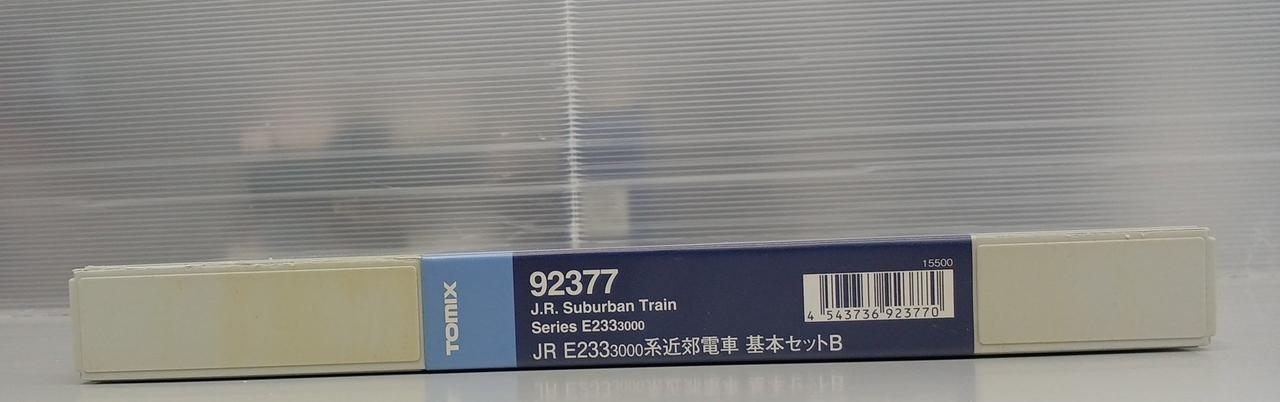 TOMIX
92377
J.R. Suburban Train
Series E2333000
JR E2333000系近郊電車 基本セットB
15500
4 543736 923770